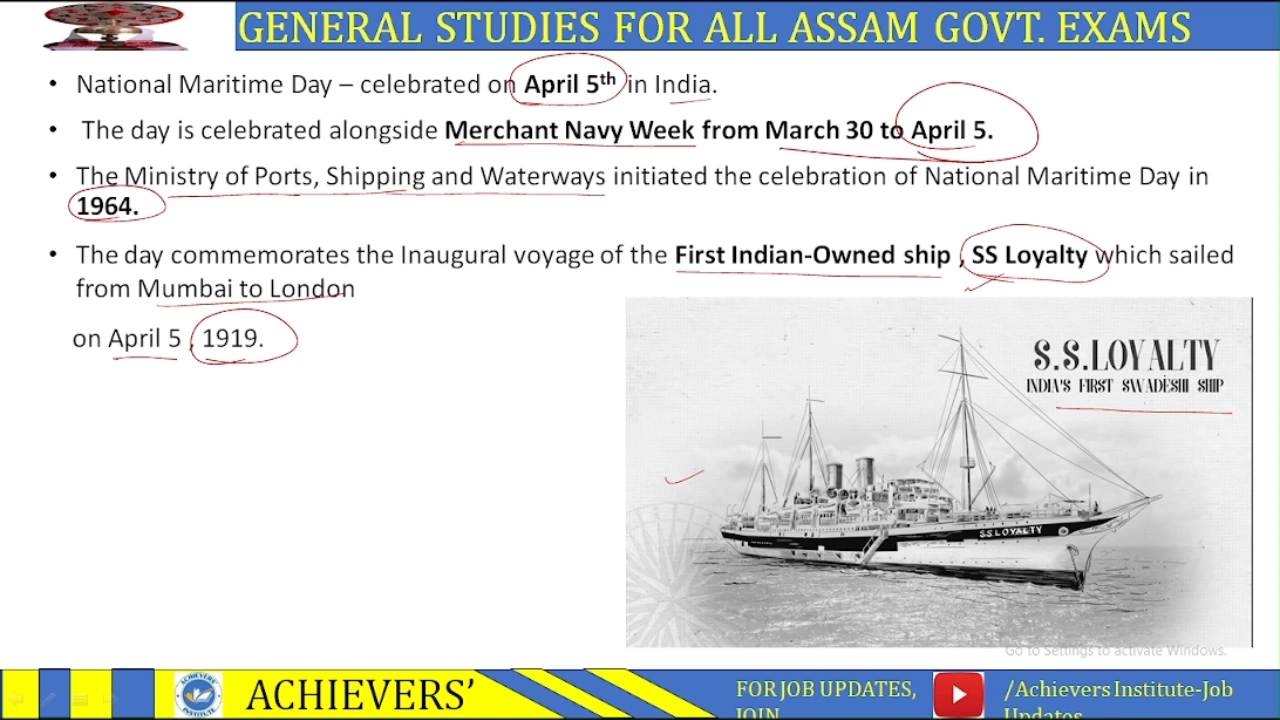 GENERAL STUDIES FOR ALL ASSAM GOVT. EXAMS
• National Maritime Day – celebrated on April 5th in India.
• The day is celebrated alongside Merchant Navy Week from March 30 to April 5.
• The Ministry of Ports, Shipping and Waterways initiated the celebration of National Maritime Day in
1964.
• The day commemorates the Inaugural voyage of the First Indian-Owned ship , SS Loyalty which sailed
from Mumbai to London
on April 5 , 1919.
S.S.LOYALTY
INDIA'S FIRST SWADESHI SHIP
SS LOYALTY
Go to Settings to activate Windows.
ACHIEVERS'
INSTITUTE
ACHIEVERS’
FOR JOB UPDATES,
JOIN
/Achievers Institute-Job
Updates